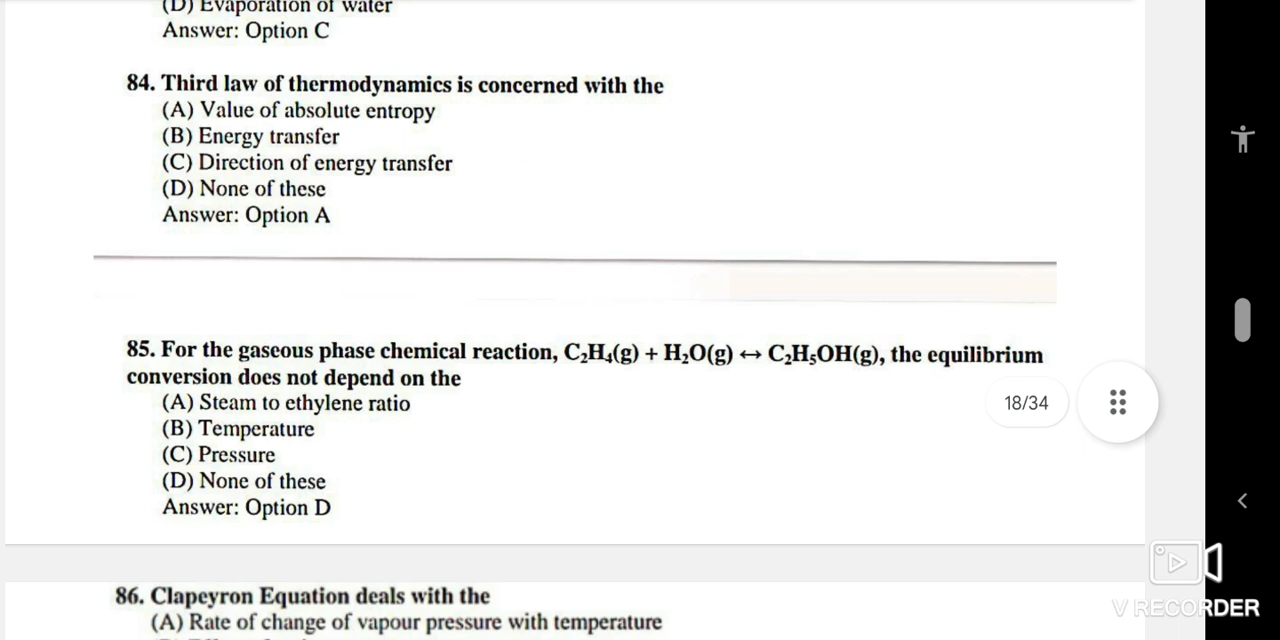 (D) Evaporation of water
Answer: Option C
84. Third law of thermodynamics is concerned with the
(A) Value of absolute entropy
(B) Energy transfer
(C) Direction of energy transfer
(D) None of these
Answer: Option A
85. For the gaseous phase chemical reaction, C₂H₄(g) + H₂O(g) ↔ C₂H₅OH(g), the equilibrium
conversion does not depend on the
(A) Steam to ethylene ratio
(B) Temperature
(C) Pressure
(D) None of these
Answer: Option D
18/34
86. Clapeyron Equation deals with the
(A) Rate of change of vapour pressure with temperature
V RECORDER